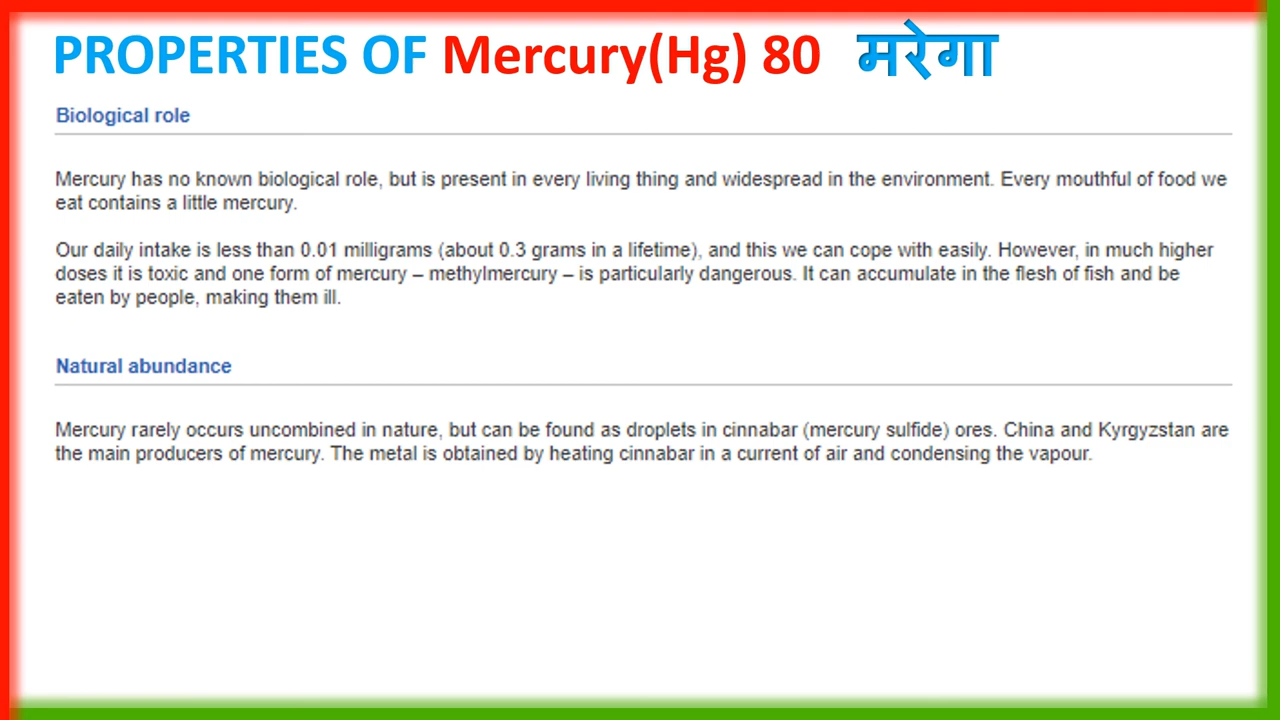 PROPERTIES OF Mercury(Hg) 80 मरेगा
Biological role
Mercury has no known biological role, but is present in every living thing and widespread in the environment. Every mouthful of food we
eat contains a little mercury.
Our daily intake is less than 0.01 milligrams (about 0.3 grams in a lifetime), and this we can cope with easily. However, in much higher
doses it is toxic and one form of mercury – methylmercury – is particularly dangerous. It can accumulate in the flesh of fish and be
eaten by people, making them ill.
Natural abundance
Mercury rarely occurs uncombined in nature, but can be found as droplets in cinnabar (mercury sulfide) ores. China and Kyrgyzstan are
the main producers of mercury. The metal is obtained by heating cinnabar in a current of air and condensing the vapour.